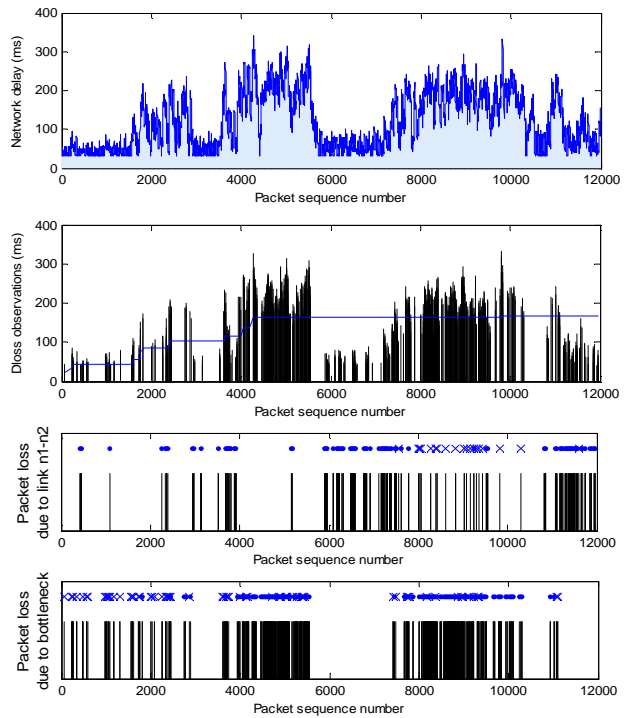 400
300
200
100
0
Network delay (ms)
0 2000 4000 6000 8000 10000 12000
Packet sequence number
400
300
200
100
0
Dloss observations (ms)
0 2000 4000 6000 8000 10000 12000
Packet sequence number
Packet loss
due to link n1-n2
0 2000 4000 6000 8000 10000 12000
Packet sequence number
Packet loss
due to bottleneck
0 2000 4000 6000 8000 10000 12000
Packet sequence number